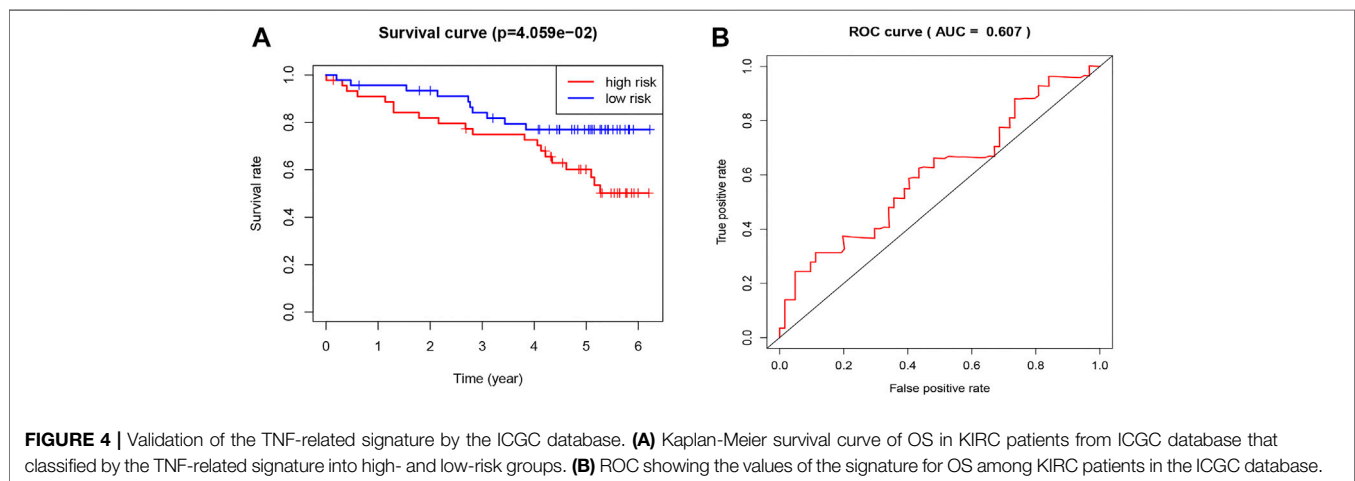 A
Survival curve (p=4.059e−02)
high risk
low risk
Survival rate
1.0
0.8
0.6
0.4
0.2
0.0
0 1 2 3 4 5 6
Time (year)
B
ROC curve ( AUC = 0.607 )
True positive rate
1.0
0.8
0.6
0.4
0.2
0.0
0.0 0.2 0.4 0.6 0.8 1.0
False positive rate
FIGURE 4 | Validation of the TNF-related signature by the ICGC database. (A) Kaplan-Meier survival curve of OS in KIRC patients from ICGC database that
classified by the TNF-related signature into high- and low-risk groups. (B) ROC showing the values of the signature for OS among KIRC patients in the ICGC database.